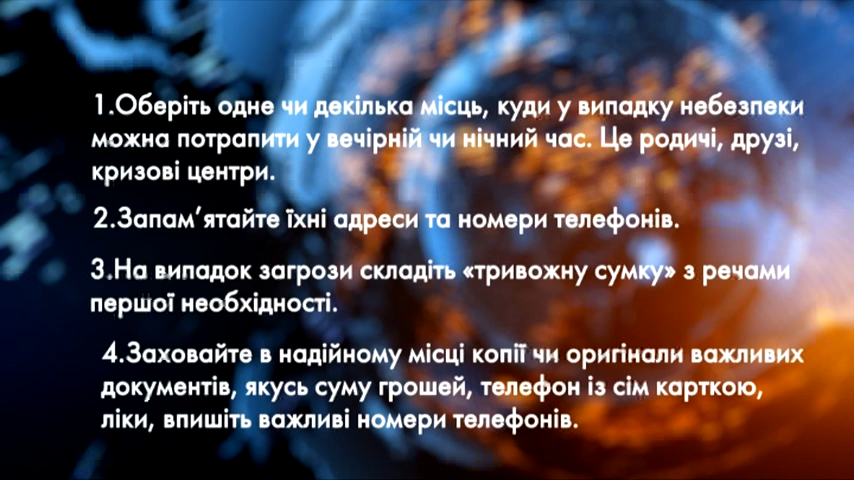 1.Оберіть одне чи декілька місць, куди у випадку небезпеки
можна потрапити у вечірній чи нічний час. Це родичі, друзі,
кризові центри.
2.Запам’ятайте їхні адреси та номери телефонів.
3.На випадок загрози складіть «тривожну сумку» з речами
першої необхідності.
4.Заховайте в надійному місці копії чи оригінали важливих
документів, якусь суму грошей, телефон із сім карткою,
ліки, впишіть важливі номери телефонів.